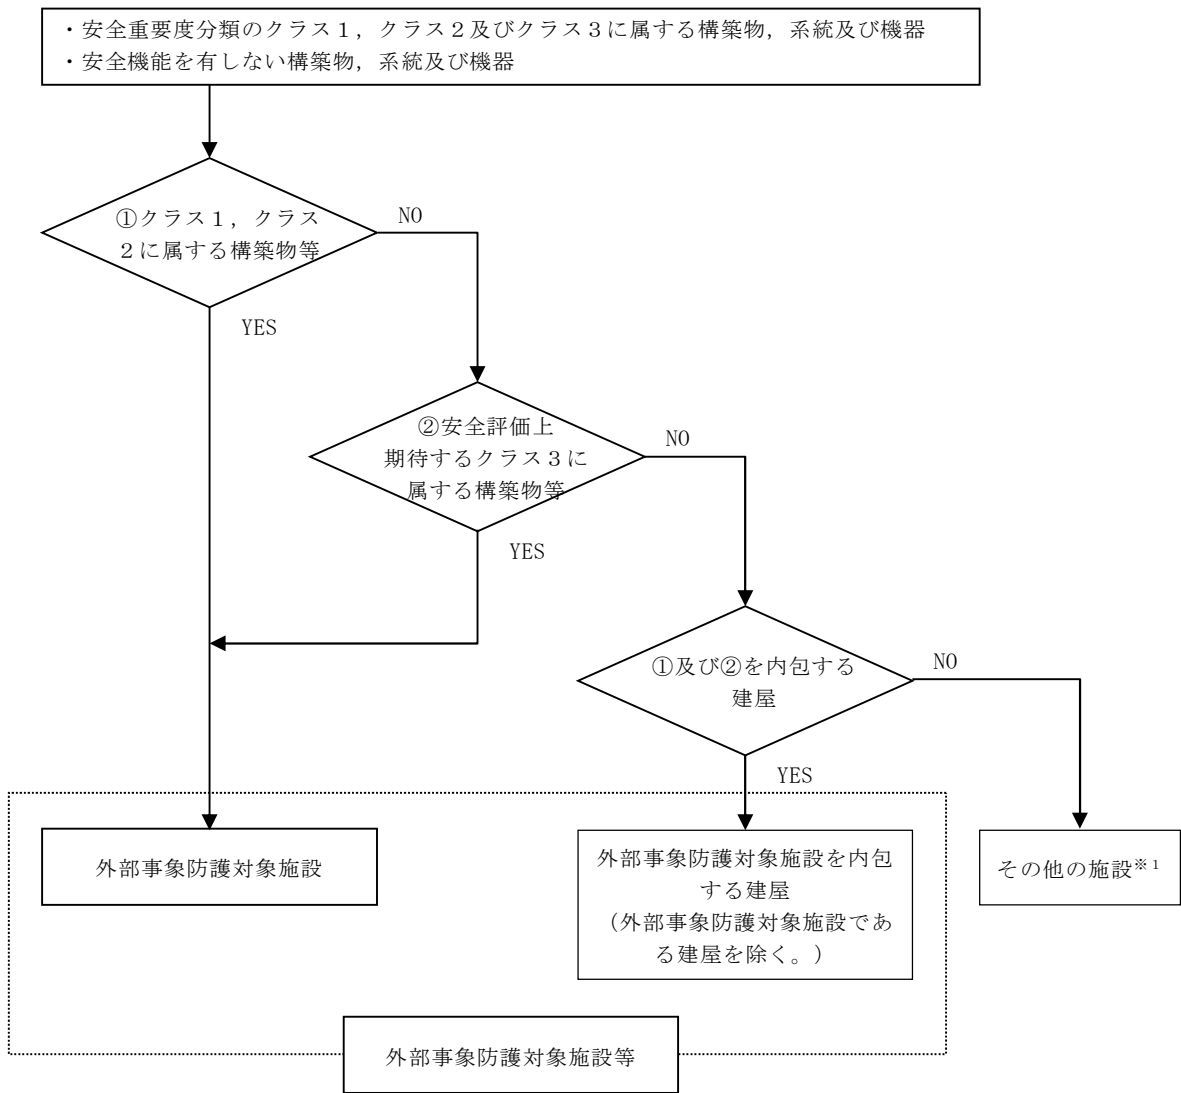 ・安全重要度分類のクラス１，クラス２及びクラス３に属する構築物，系統及び機器
・安全機能を有しない構築物，系統及び機器
①クラス１，クラス
２に属する構築物等
NO
YES
②安全評価上
期待するクラス３に
属する構築物等
NO
YES
①及び②を内包する
建屋
NO
YES
外部事象防護対象施設
外部事象防護対象施設を内包
する建屋
（外部事象防護対象施設であ
る建屋を除く。）
その他の施設※１
外部事象防護対象施設等